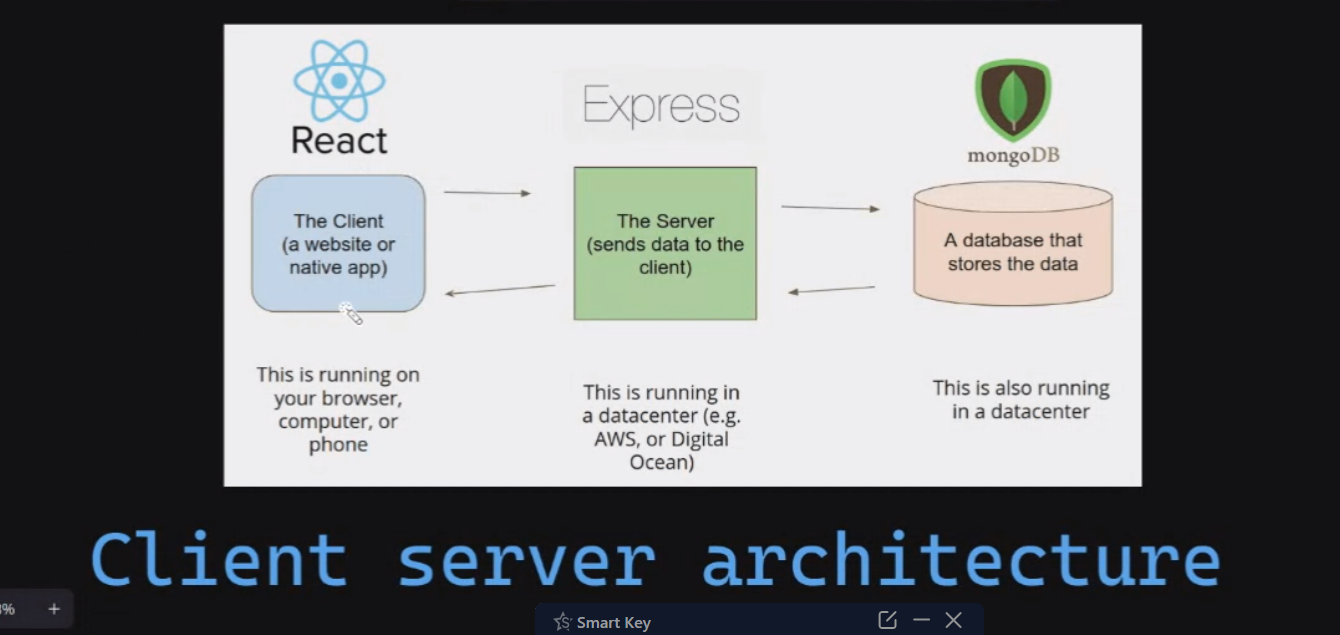 React
Express
mongoDB
The Client
(a website or
native app)
The Server
(sends data to the
client)
A database that
stores the data
This is running on
your browser,
computer, or
phone
This is running in
a datacenter (e.g.
AWS, or Digital
Ocean)
This is also running
in a datacenter
Client server architecture
%
+
Smart Key